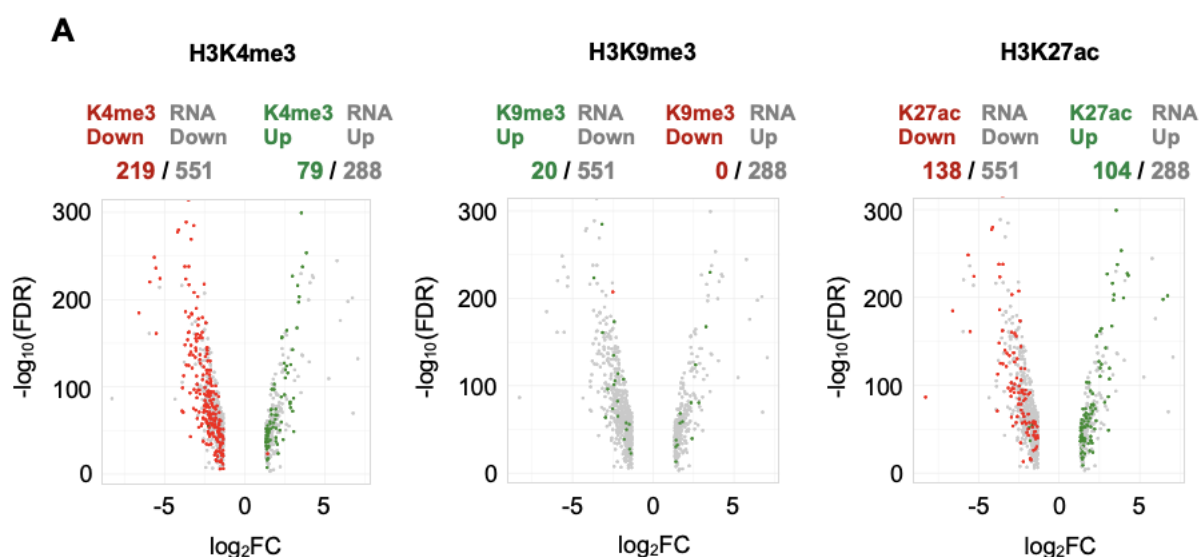 A
H3K4me3
H3K9me3
H3K27ac
K4me3 RNA K4me3 RNA
Down Down Up Up
219 / 551 79 / 288
K9me3 RNA K9me3 RNA
Up Down Down Up
20 / 551 0 / 288
K27ac RNA K27ac RNA
Down Down Up Up
138 / 551 104 / 288
-log₁₀(FDR)
300
200
100
0
-5 0 5
log₂FC
-log₁₀(FDR)
300
200
100
0
-5 0 5
log₂FC
-log₁₀(FDR)
300
200
100
0
-5 0 5
log₂FC